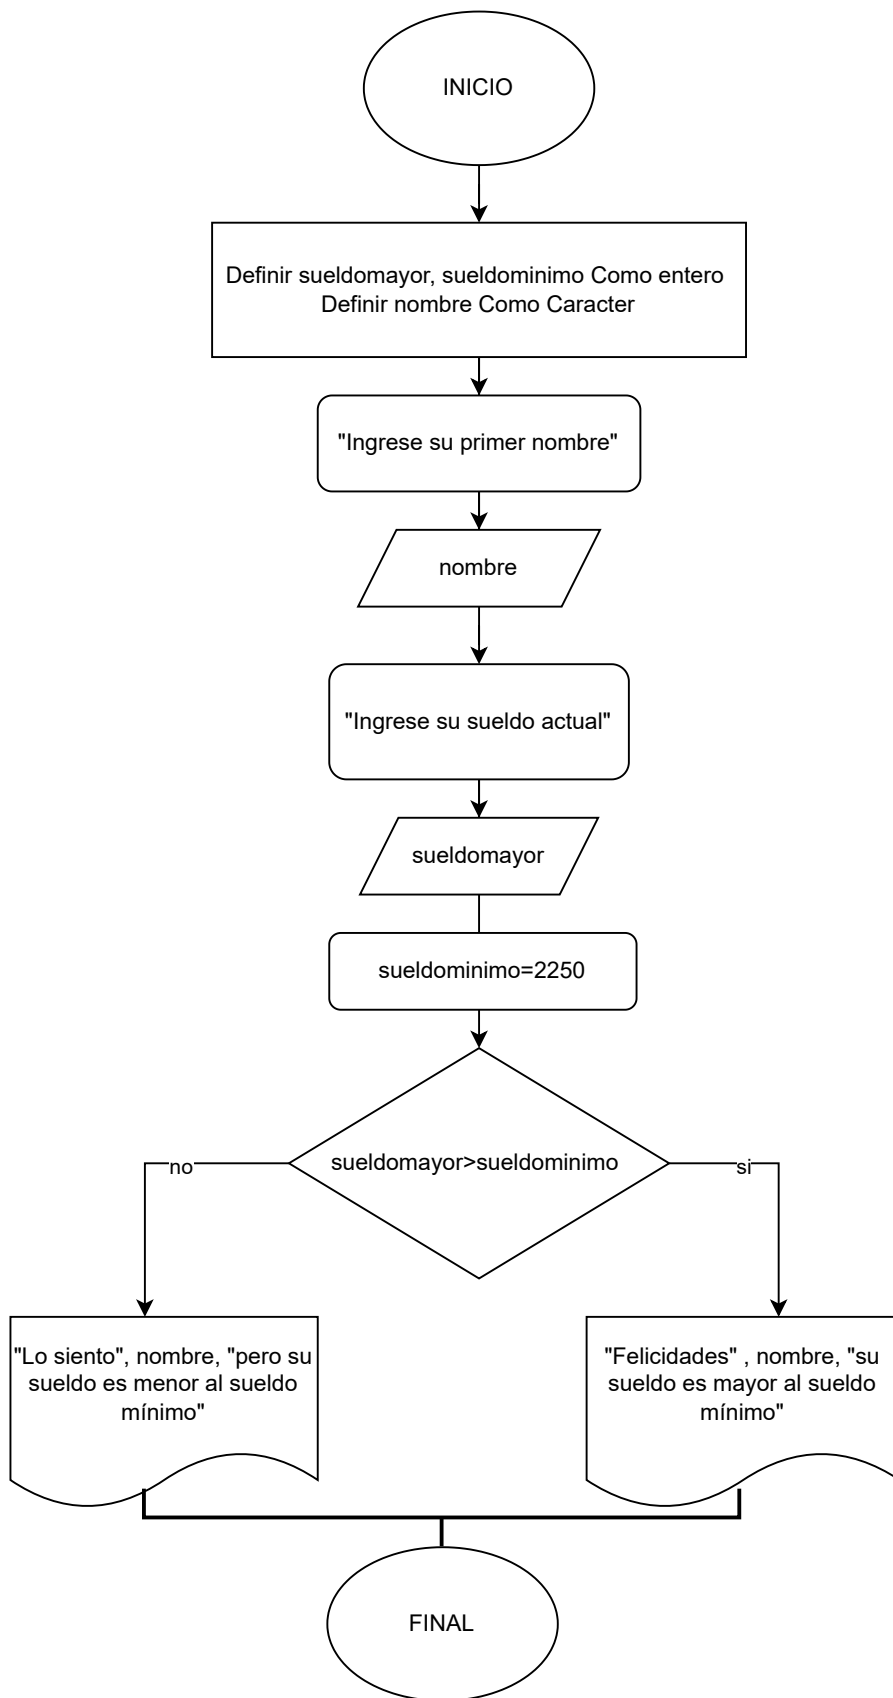 INICIO
Definir sueldomayor, sueldominimo Como entero
Definir nombre Como Caracter
"Ingrese su primer nombre"
nombre
"Ingrese su sueldo actual"
sueldomayor
sueldominimo=2250
sueldomayor>sueldominimo
no
si
"Lo siento", nombre, "pero su
sueldo es menor al sueldo
mínimo"
"Felicidades" , nombre, "su
sueldo es mayor al sueldo
mínimo"
FINAL